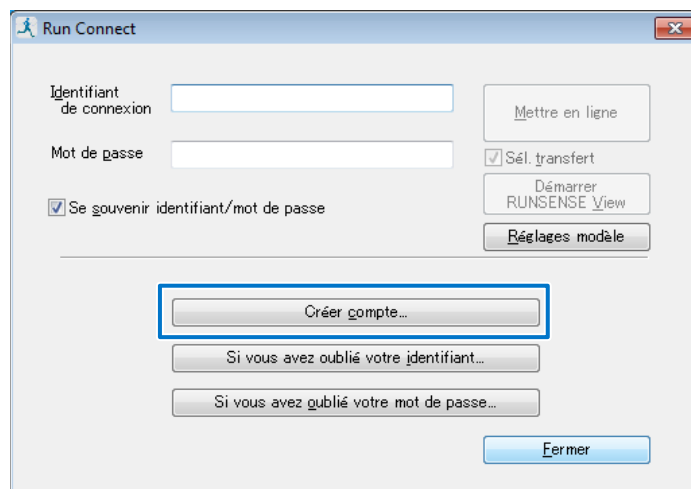 Run Connect
Identifiant
de connexion
Mettre en ligne
Mot de passe
Sél. transfert
Démarrer
RUNSENSE View
Se souvenir identifiant/mot de passe
Réglages modèle
Créer compte...
Si vous avez oublié votre identifiant...
Si vous avez oublié votre mot de passe...
Fermer